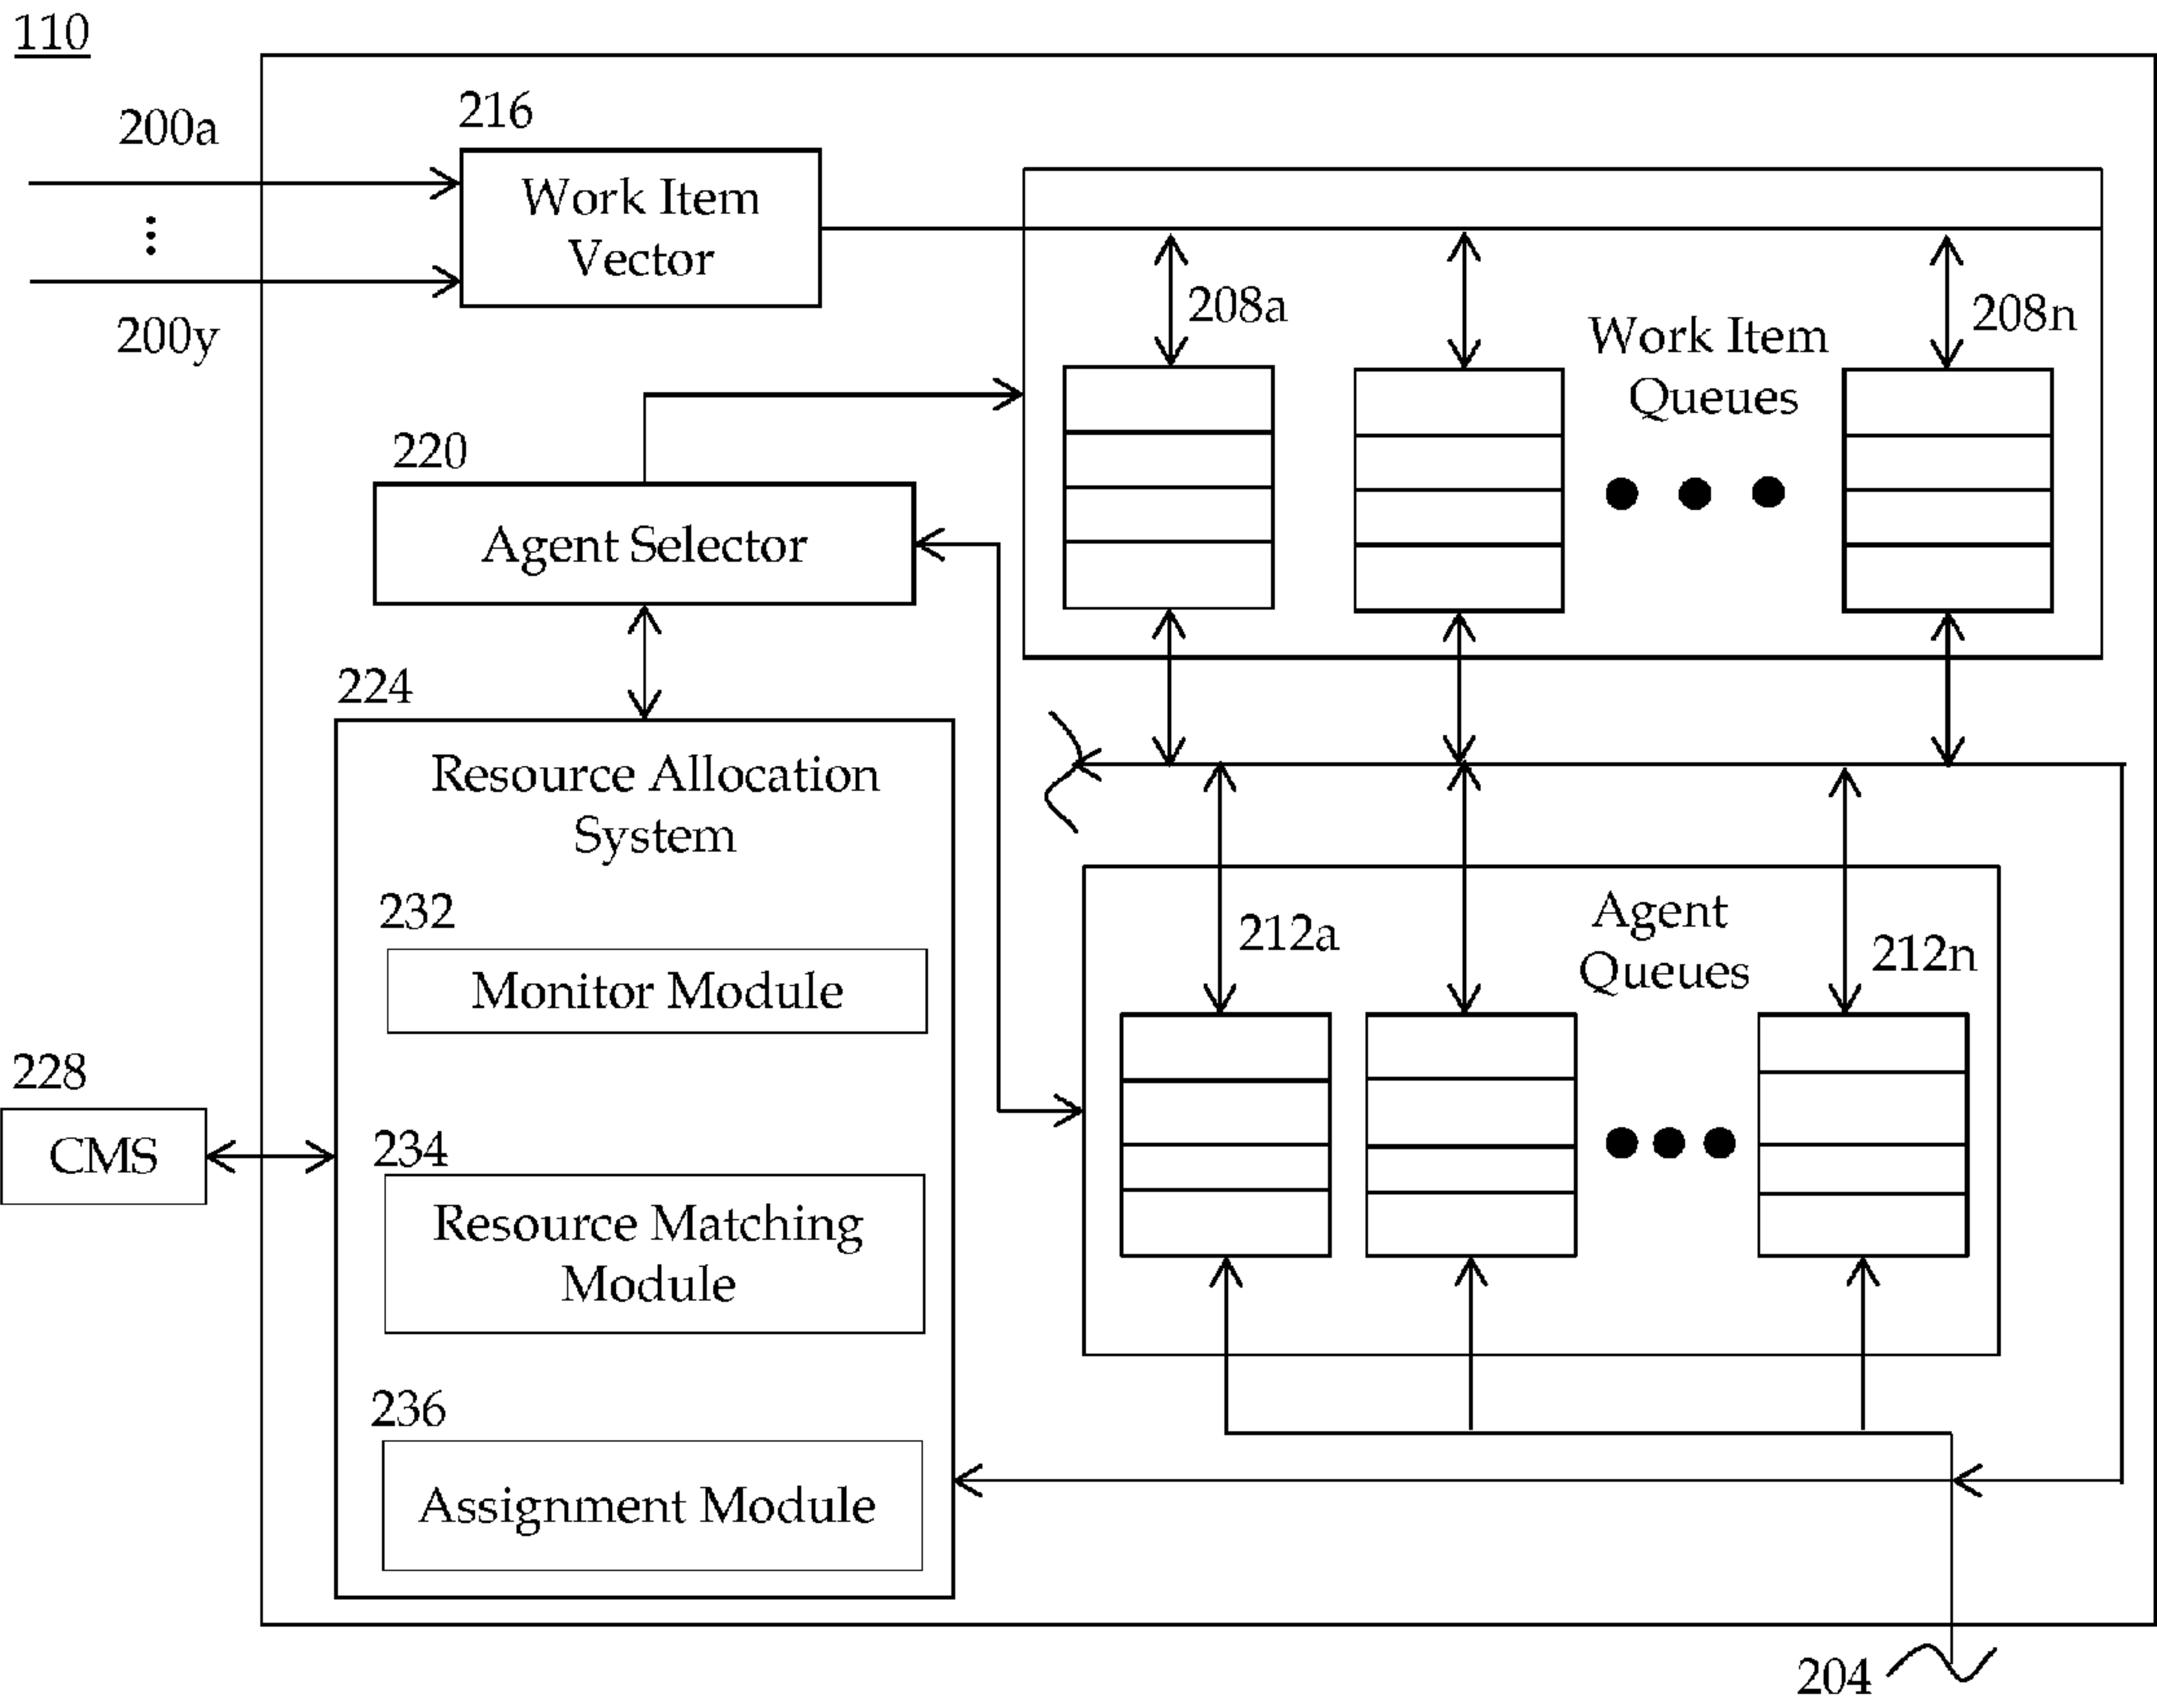 110
200a
216
Work Item
Vector
200y
208a
Work Item
Queues
208n
220
Agent Selector
224
Resource Allocation
System
232
Monitor Module
212a
Agent
Queues
212n
228
CMS
234
Resource Matching
Module
236
Assignment Module
204